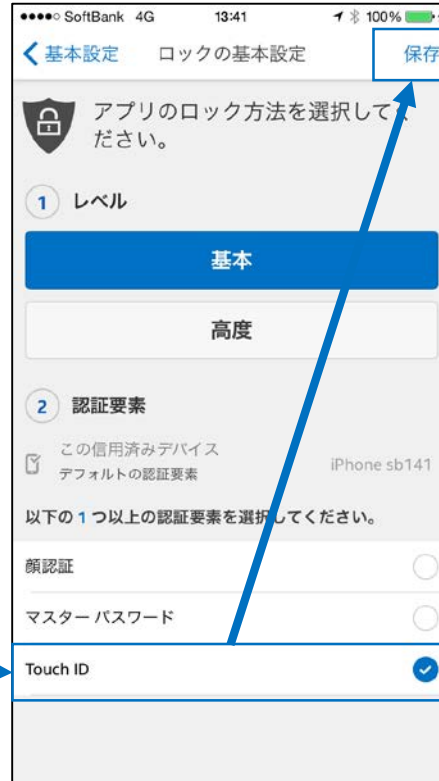 SoftBank 4G 13:41 100%
基本設定 ロックの基本設定 保存
アプリのロック方法を選択してく
ださい。
1 レベル
基本
高度
2 認証要素
この信用済みデバイス
デフォルトの認証要素
iPhone sb141
以下の 1 つ以上の認証要素を選択してください。
顔認証
マスター パスワード
Touch ID